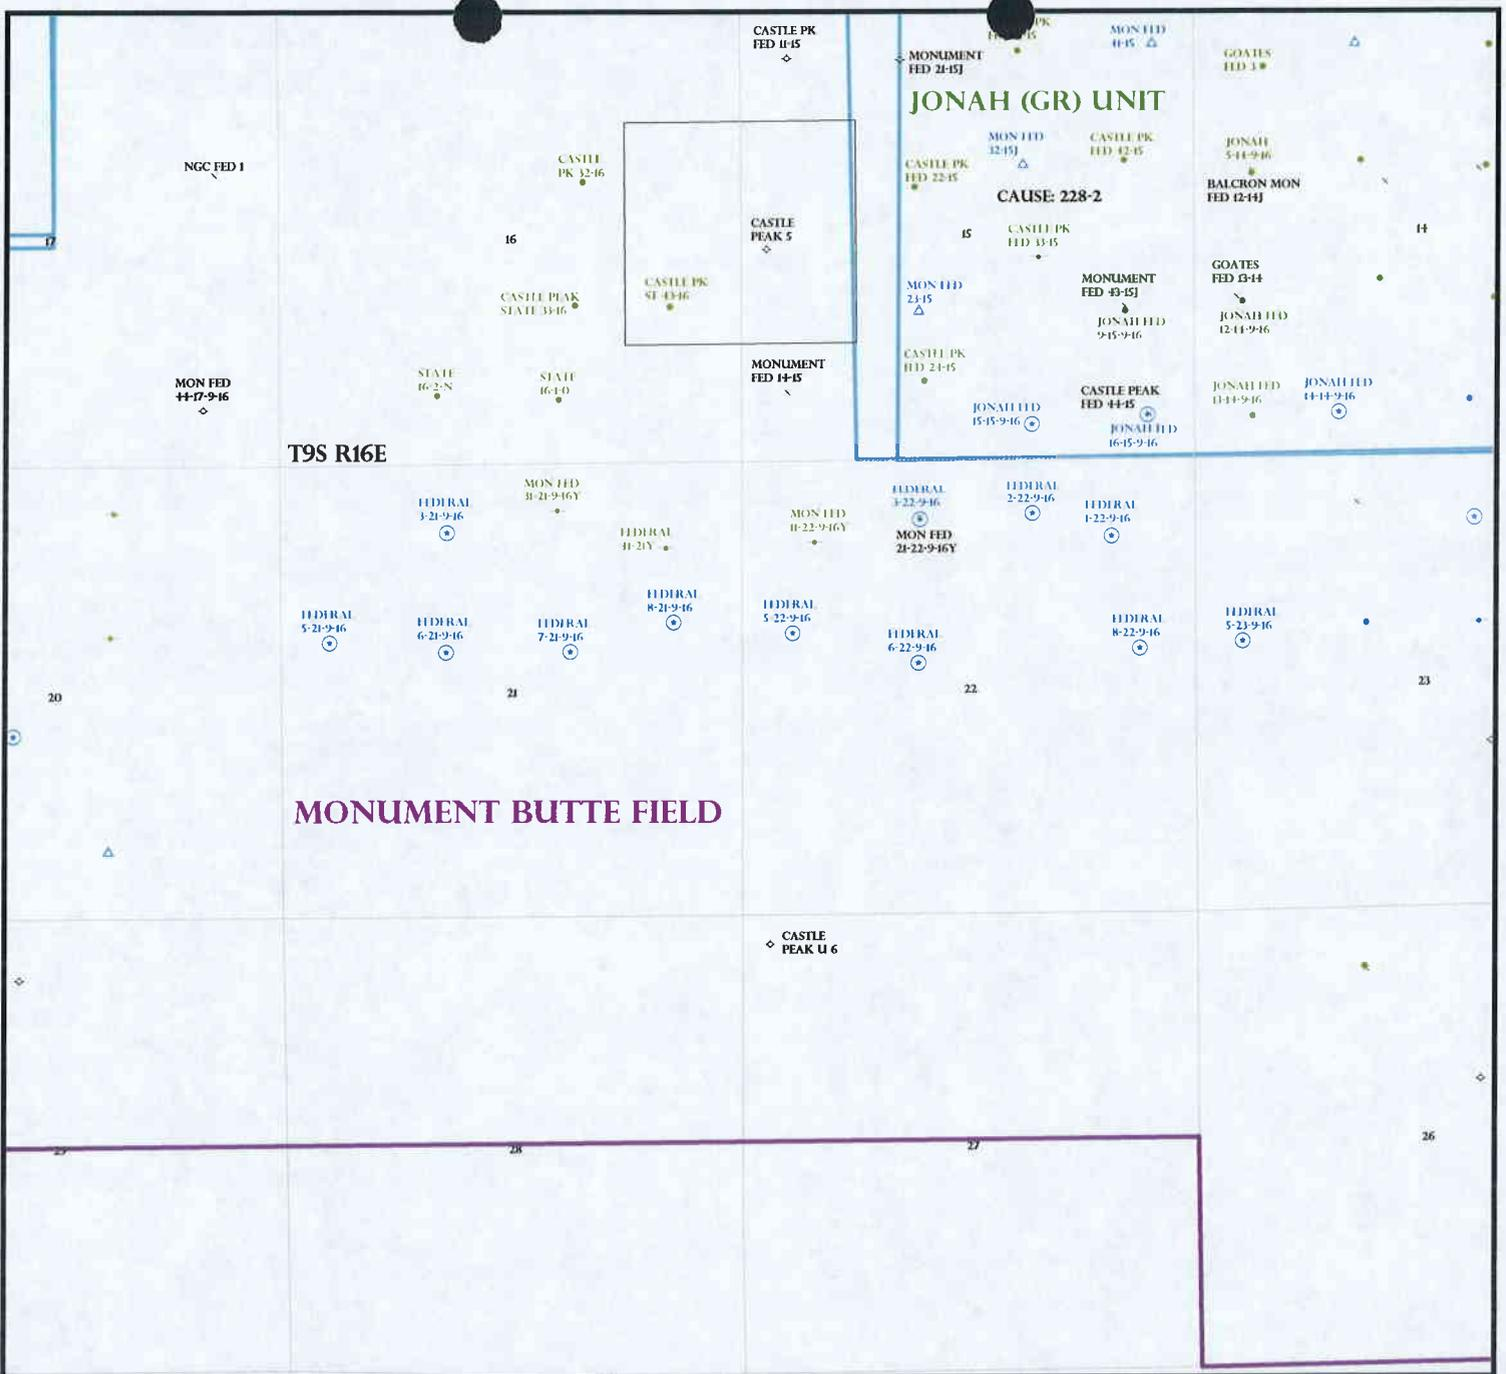 CASTLE PK
FED 11-15
MONUMENT
FED 21-15J
PK
MON FED
41-15
GOATES
FED 3
JONAH (GR) UNIT
NGC FED 1
CASTLE
PK 32-16
CASTLE PK
FED 22-15
MON FED
32-15J
CASTLE PK
FED 42-15
JONAH
5-14-9-16
BALCRON MON
FED 12-14J
CAUSE: 228-2
17
16
CASTLE
PEAK 5
15
CASTLE PK
FED 33-15
14
CASTLE PEAK
STATE 33-16
CASTLE PK
ST 43-16
MON FED
23-15
MONUMENT
FED 43-15J
JONAH FED
9-15-9-16
GOATES
FED 13-14
JONAH FED
12-14-9-16
MON FED
44-17-9-16
STATE
16-2-N
STATE
16-1-O
MONUMENT
FED 14-15
CASTLE PK
FED 24-15
JONAH FED
15-15-9-16
CASTLE PEAK
FED 44-15
JONAH FED
16-15-9-16
JONAH FED
13-14-9-16
JONAH FED
14-14-9-16
T9S R16E
FEDERAL
3-21-9-16
MON FED
31-21-9-16Y
FEDERAL
41-21Y
MON FED
11-22-9-16Y
FEDERAL
3-22-9-16
MON FED
21-22-9-16Y
FEDERAL
2-22-9-16
FEDERAL
1-22-9-16
FEDERAL
5-21-9-16
FEDERAL
6-21-9-16
FEDERAL
7-21-9-16
FEDERAL
8-21-9-16
FEDERAL
5-22-9-16
FEDERAL
6-22-9-16
FEDERAL
8-22-9-16
FEDERAL
5-23-9-16
20
21
22
23
MONUMENT BUTTE FIELD
CASTLE
PEAK U 6
29
28
27
26